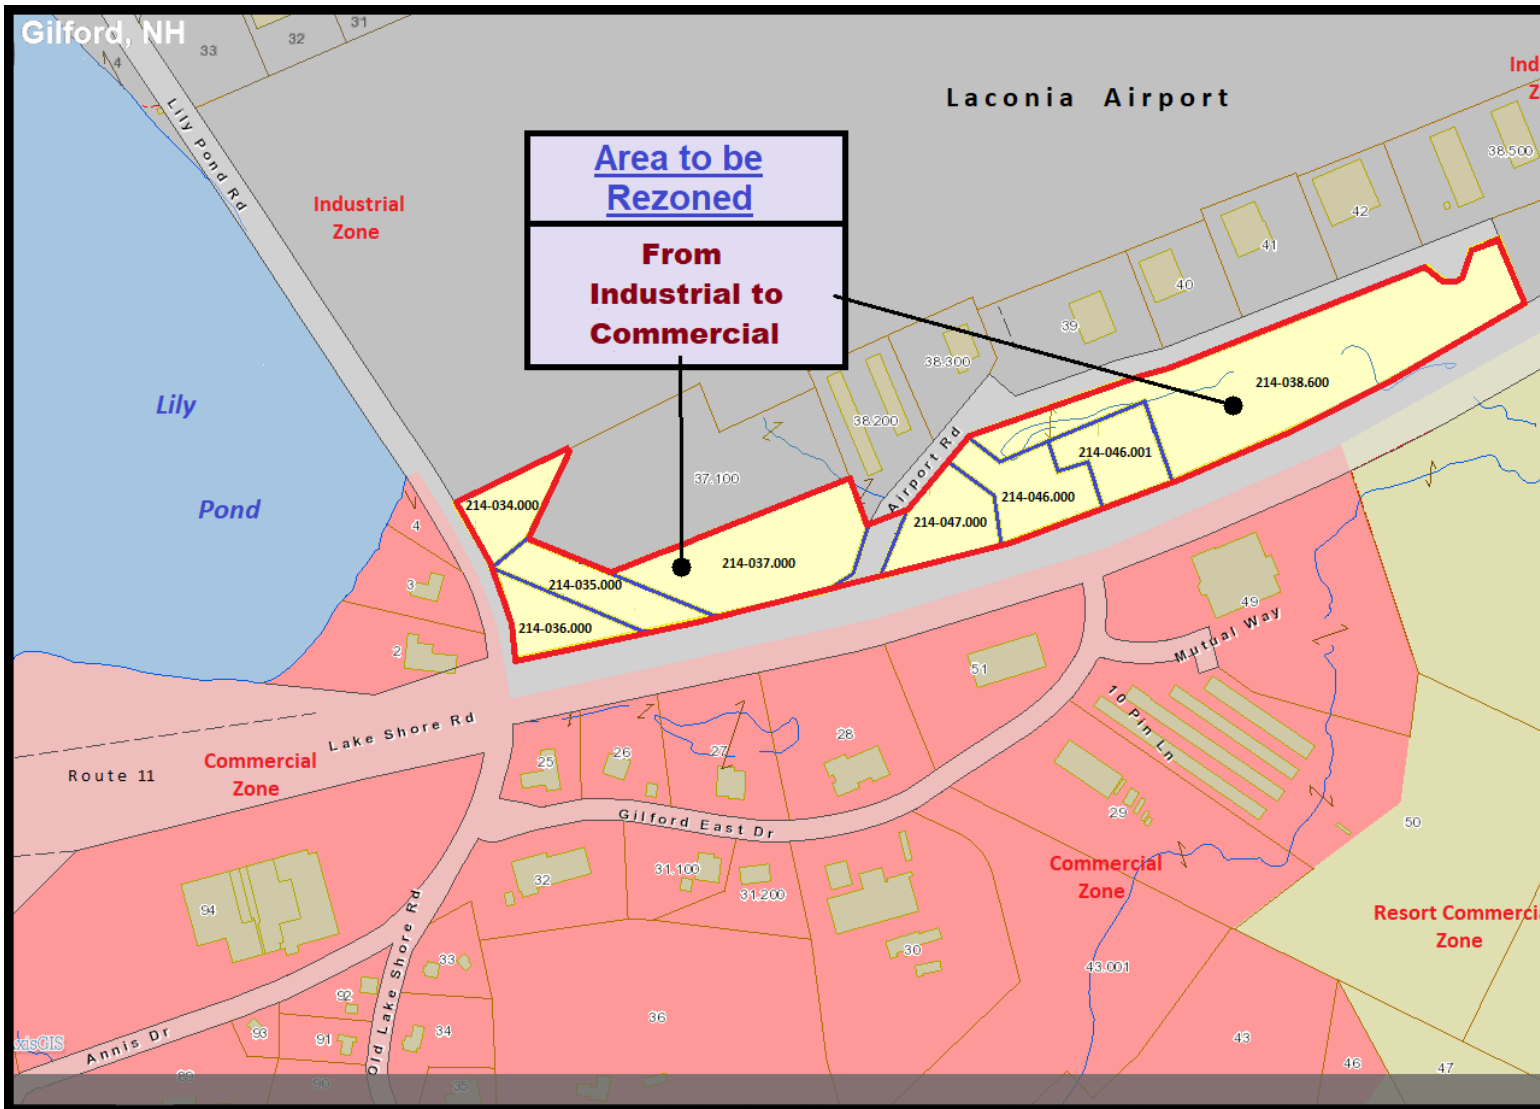 Gilford, NH
31
32
33
4
Lily Pond Rd
Laconia Airport
Ind
Z
38.500
42
41
40
39
38.300
38.200
37.100
Industrial
Zone
Area to be
Rezoned
From
Industrial to
Commercial
Lily
Pond
Airport Rd
214-038.600
214-046.001
214-046.000
214-047.000
214-034.000
214-037.000
214-035.000
214-036.000
4
3
2
49
Mutual Way
51
10 Pin Ln
Lake Shore Rd
Route 11
Commercial
Zone
25
26
27
28
29
50
Gilford East Dr
Commercial
Zone
Resort Commercia
Zone
94
32
31.100
31.200
30
43.001
Old Lake Shore Rd
33
92
93
91
34
36
43
46
47
xisGIS
Annis Dr
89
90
35